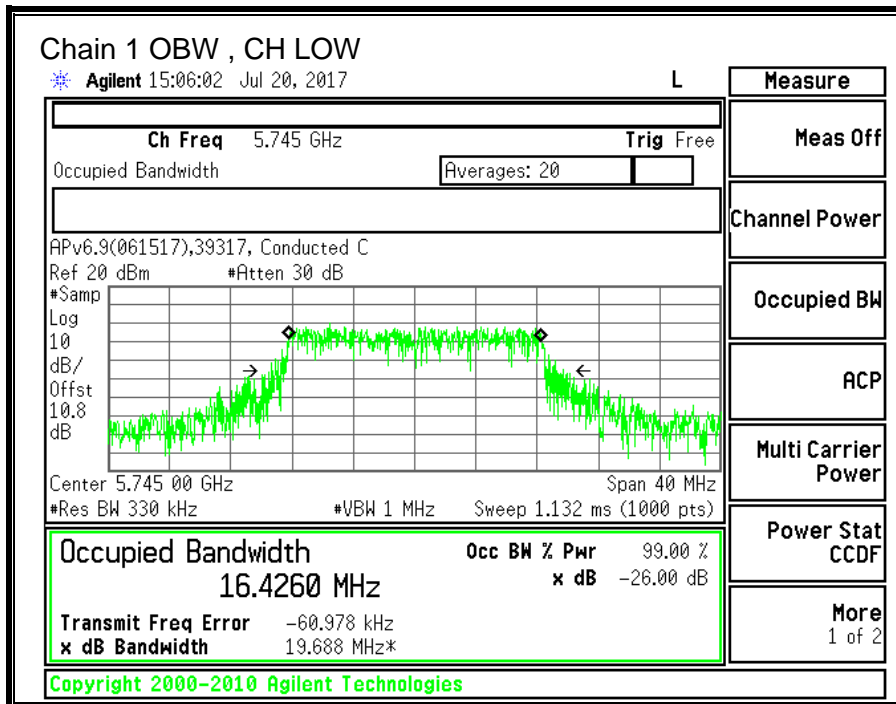 Chain 1 OBW , CH LOW
Agilent 15:06:02 Jul 20, 2017 L
Measure
Ch Freq 5.745 GHz Trig Free
Occupied Bandwidth Averages: 20
APv6.9(061517),39317, Conducted C
Ref 20 dBm #Atten 30 dB
#Samp
Log
10
dB/
Offst
10.8
dB
Center 5.745 00 GHz Span 40 MHz
#Res BW 330 kHz #VBW 1 MHz Sweep 1.132 ms (1000 pts)
Occupied Bandwidth
16.4260 MHz
Occ BW % Pwr 99.00 %
x dB -26.00 dB
Transmit Freq Error -60.978 kHz
x dB Bandwidth 19.688 MHz*
Meas Off
Channel Power
Occupied BW
ACP
Multi Carrier
Power
Power Stat
CCDF
More
1 of 2
Copyright 2000-2010 Agilent Technologies